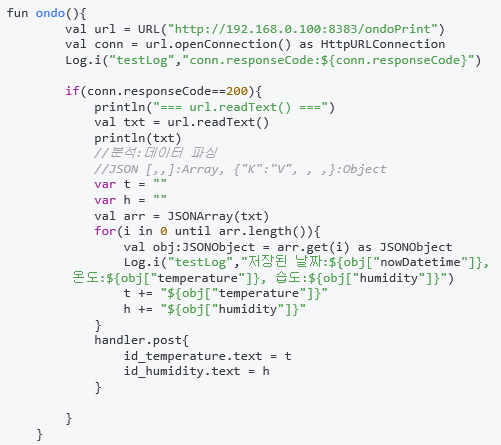 fun ondo(){
val url = URL("http://192.168.0.100:8383/ondoPrint")
val conn = url.openConnection() as HttpURLConnection
Log.i("testLog","conn.responseCode:${conn.responseCode}")
if(conn.responseCode==200){
println("=== url.readText() ===")
val txt = url.readText()
println(txt)
//분석:데이터 파싱
//JSON [,,]:Array, {"K":"V", , ,}:Object
var t = ""
var h = ""
val arr = JSONArray(txt)
for(i in 0 until arr.length()){
val obj:JSONObject = arr.get(i) as JSONObject
Log.i("testLog","저장된 날짜:${obj["nowDatetime"]},
온도:${obj["temperature"]}, 습도:${obj["humidity"]}")
t += "${obj["temperature"]}"
h += "${obj["humidity"]}"
}
handler.post{
id_temperature.text = t
id_humidity.text = h
}
}
}